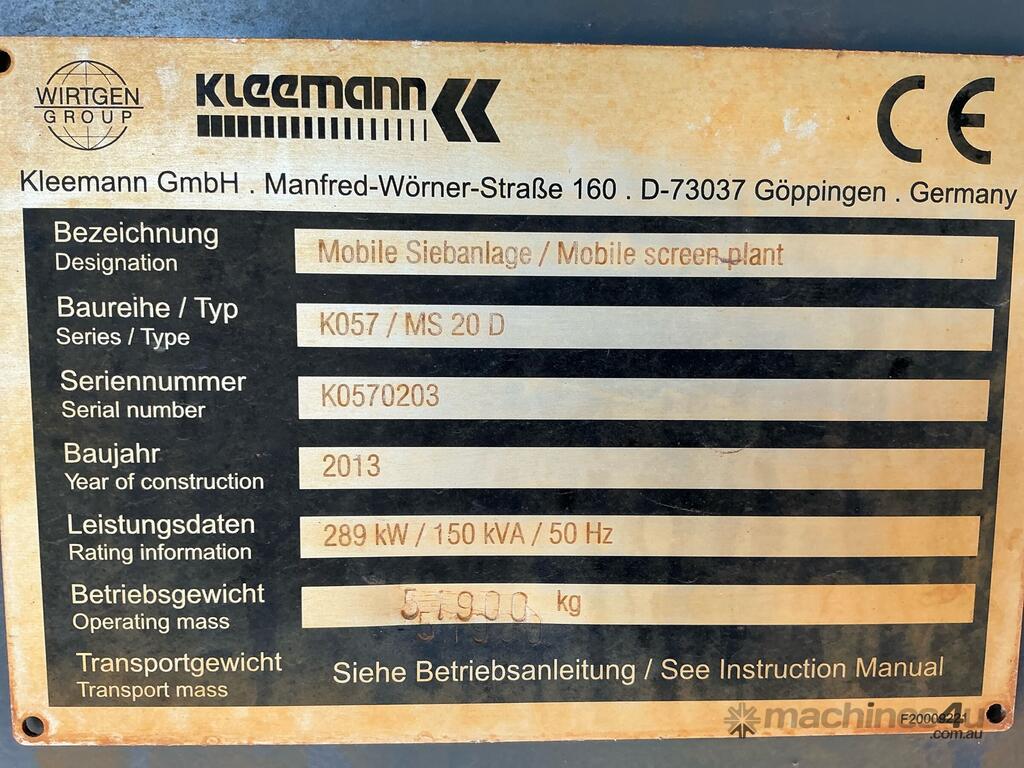 WIRTGEN
GROUP
KLeemann
CE
Kleemann GmbH . Manfred-Wörner-Straße 160 . D-73037 Göppingen . Germany
Bezeichnung
Designation
Mobile Siebanlage / Mobile screen plant
Baureihe / Typ
Series / Type
K057 / MS 20 D
Seriennummer
Serial number
K0570203
Baujahr
Year of construction
2013
Leistungsdaten
Rating information
289 kW / 150 kVA / 50 Hz
Betriebsgewicht
Operating mass
51900 kg
Transportgewicht
Transport mass
Siehe Betriebsanleitung / See Instruction Manual
F20009221
machines4u
.com.au